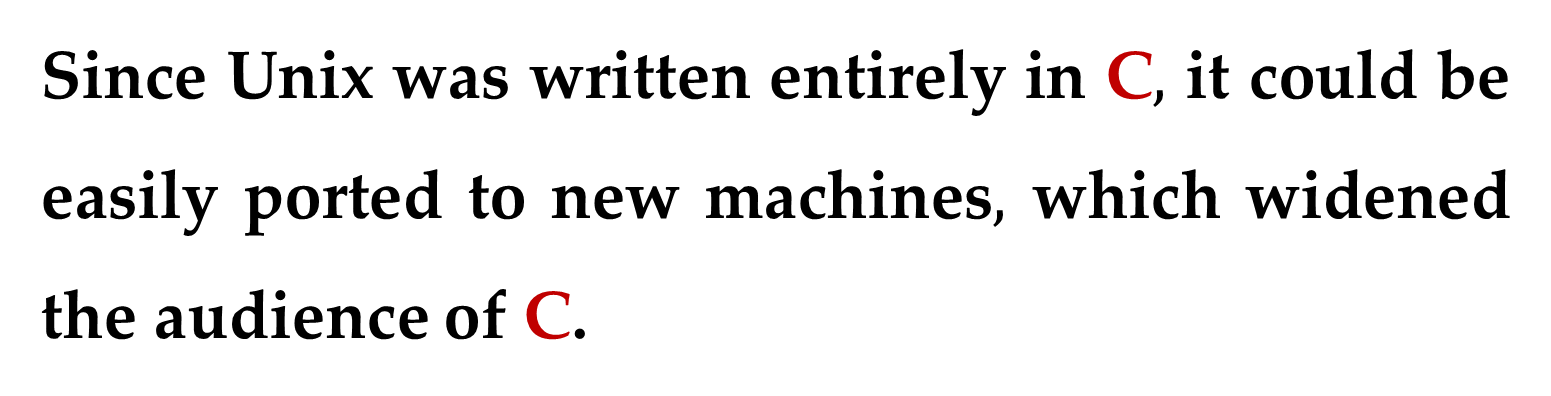 Since Unix was written entirely in C, it could be
easily ported to new machines, which widened
the audience of C.